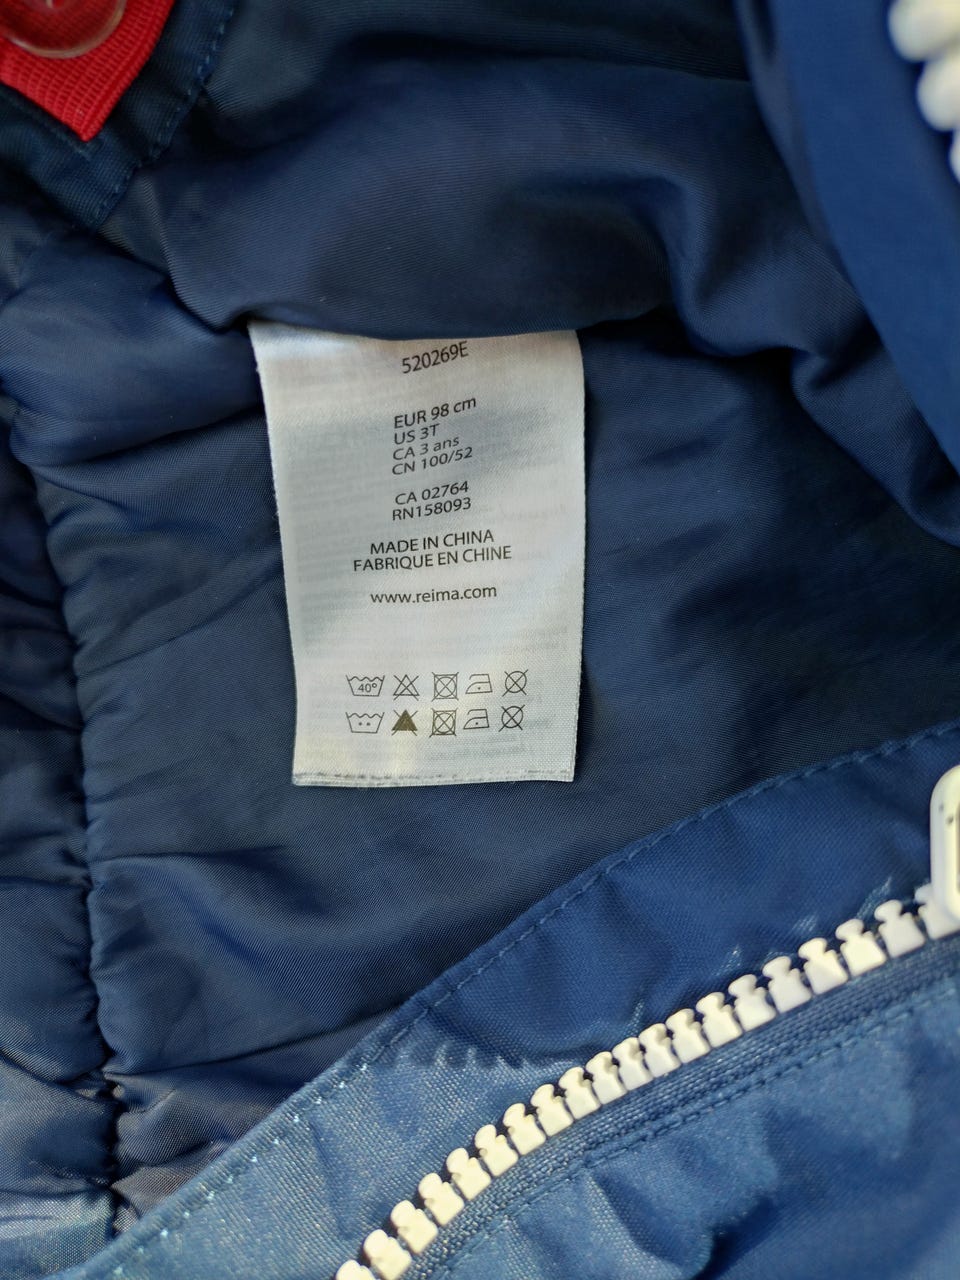 520269E
EUR 98 cm
US 3T
CA 3 ans
CN 100/52
CA 02764
RN158093
MADE IN CHINA
FABRIQUE EN CHINE
www.reima.com
40°